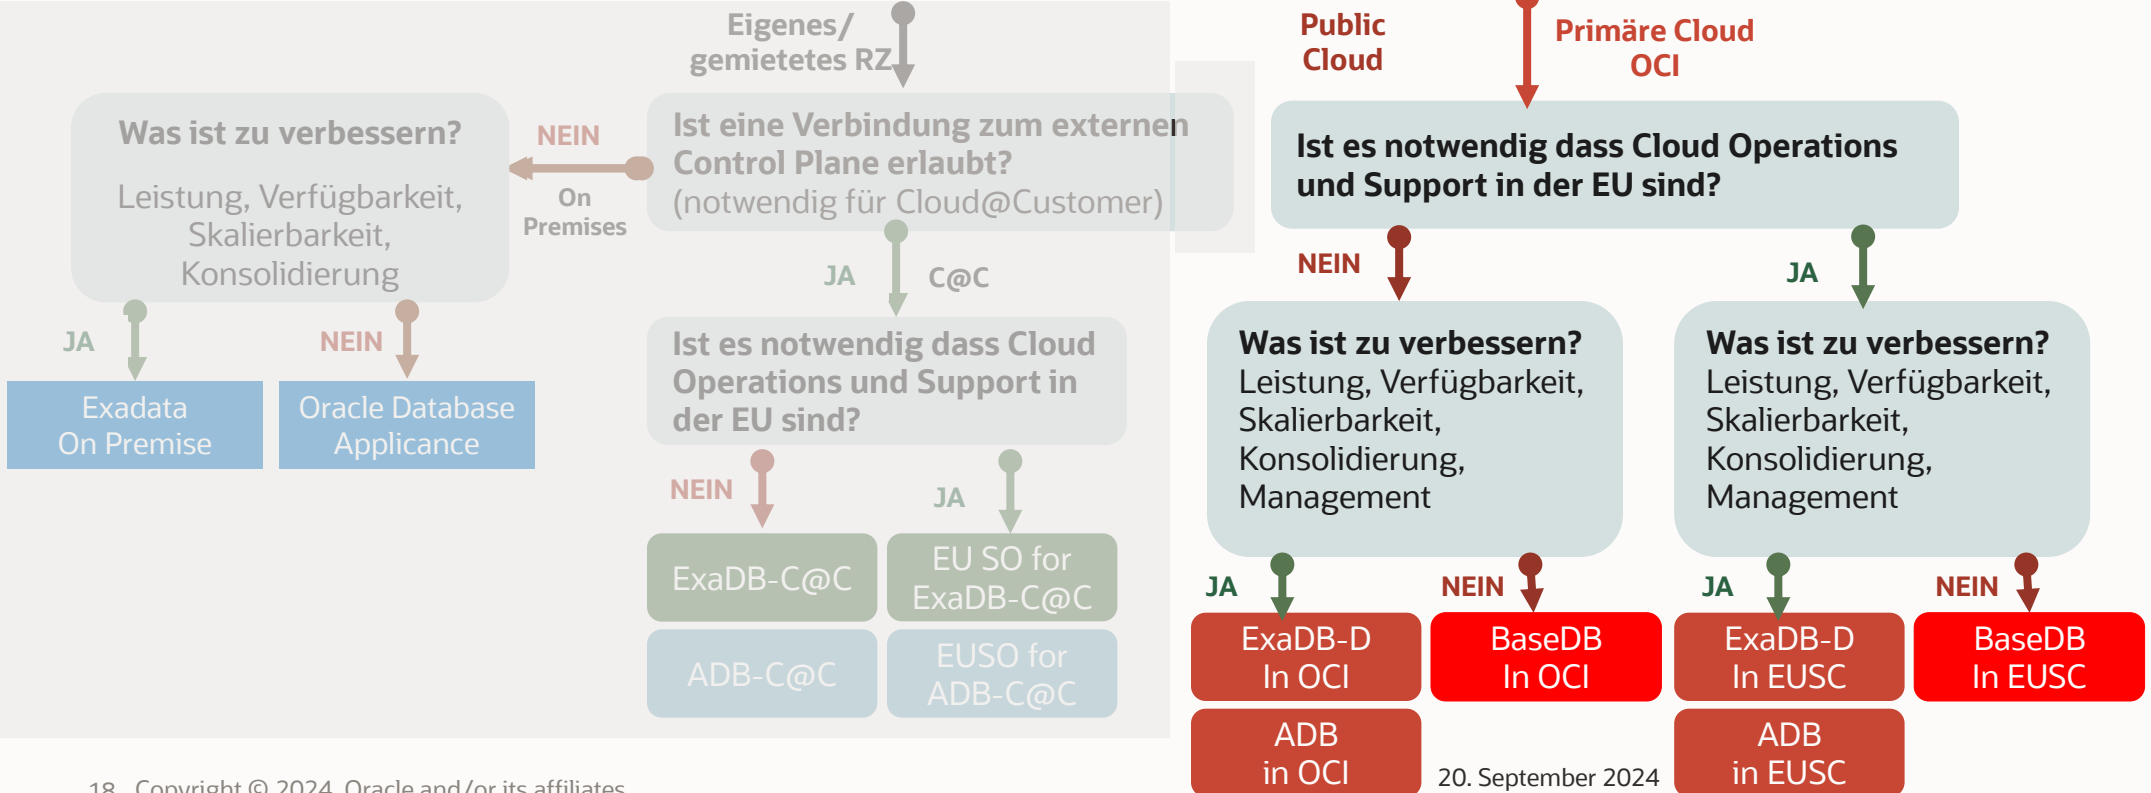 Eigenes/
gemietetes RZ
Was ist zu verbessern?
Leistung, Verfügbarkeit,
Skalierbarkeit,
Konsolidierung
NEIN
On
Premises
Ist eine Verbindung zum externen
Control Plane erlaubt?
(notwendig für Cloud@Customer)
JA
NEIN
Exadata
On Premise
Oracle Database
Applicance
JA
C@C
Ist es notwendig dass Cloud
Operations und Support in
der EU sind?
NEIN
JA
ExaDB-C@C
EU SO for
ExaDB-C@C
ADB-C@C
EUSO for
ADB-C@C
Public
Cloud
Primäre Cloud
OCI
Ist es notwendig dass Cloud Operations
und Support in der EU sind?
NEIN
JA
Was ist zu verbessern?
Leistung, Verfügbarkeit,
Skalierbarkeit,
Konsolidierung,
Management
Was ist zu verbessern?
Leistung, Verfügbarkeit,
Skalierbarkeit,
Konsolidierung,
Management
JA
NEIN
JA
NEIN
ExaDB-D
In OCI
BaseDB
In OCI
ExaDB-D
In EUSC
BaseDB
In EUSC
ADB
in OCI
ADB
in EUSC
18 Copyright © 2024, Oracle and/or its affiliates
20. September 2024